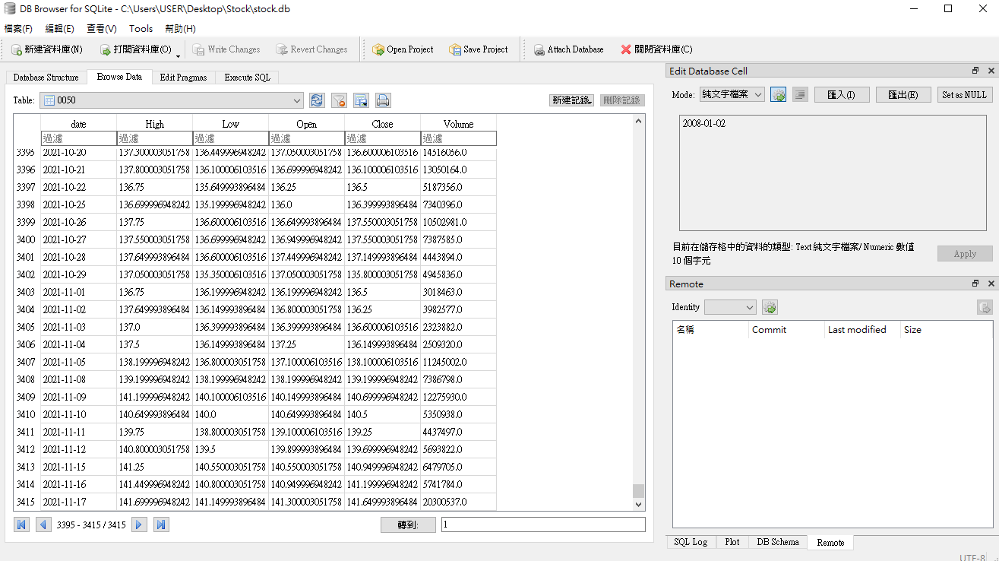 DB Browser for SQLite - C:\Users\USER\Desktop\Stock\stock.db
檔案(F) 編輯(E) 查看(V) Tools 幫助(H)
新建資料庫(N) 打開資料庫(O) Write Changes Revert Changes Open Project Save Project Attach Database 關閉資料庫(C)
Database Structure Browse Data Edit Pragmas Execute SQL
Table: 0050 新建記錄 刪除記錄
date High Low Open Close Volume
過濾 過濾 過濾 過濾 過濾 過濾
3395 2021-10-20 137.300003051758 136.449996948242 137.050003051758 136.600006103516 14516056.0
3396 2021-10-21 137.800003051758 136.100006103516 136.699996948242 136.100006103516 13050164.0
3397 2021-10-22 136.75 135.649993896484 136.25 136.5 5187356.0
3398 2021-10-25 136.699996948242 135.199996948242 136.0 136.399993896484 7340396.0
3399 2021-10-26 137.75 136.600006103516 136.649993896484 137.550003051758 10502981.0
3400 2021-10-27 137.550003051758 136.699996948242 136.949996948242 137.550003051758 7387585.0
3401 2021-10-28 137.649993896484 136.600006103516 137.449996948242 137.149993896484 4443894.0
3402 2021-10-29 137.050003051758 135.350006103516 137.050003051758 135.800003051758 4945836.0
3403 2021-11-01 136.75 136.199996948242 136.199996948242 136.5 3018463.0
3404 2021-11-02 137.649993896484 136.149993896484 136.800003051758 136.25 3982577.0
3405 2021-11-03 137.0 136.399993896484 136.399993896484 136.600006103516 2323882.0
3406 2021-11-04 137.5 136.149993896484 137.25 136.149993896484 2509320.0
3407 2021-11-05 138.199996948242 136.800003051758 137.100006103516 138.100006103516 11245002.0
3408 2021-11-08 139.199996948242 138.199996948242 138.199996948242 139.199996948242 7386798.0
3409 2021-11-09 141.199996948242 140.100006103516 140.149993896484 140.699996948242 12275930.0
3410 2021-11-10 140.649993896484 140.0 140.649993896484 140.5 5350938.0
3411 2021-11-11 139.75 138.800003051758 139.100006103516 139.25 4437497.0
3412 2021-11-12 140.800003051758 139.5 139.899993896484 139.699996948242 5693822.0
3413 2021-11-15 141.25 140.550003051758 140.550003051758 140.949996948242 6479705.0
3414 2021-11-16 141.449996948242 140.800003051758 140.949996948242 141.199996948242 5741784.0
3415 2021-11-17 141.699996948242 141.149993896484 141.300003051758 141.649993896484 20300537.0
3395 - 3415 / 3415 轉到: 1
Edit Database Cell
Mode: 純文字檔案 匯入(I) 匯出(E) Set as NULL
2008-01-02
目前在儲存格中的資料的類型: Text 純文字檔案/ Numeric 數值
10 個字元
Apply
Remote
Identity
名稱 Commit Last modified Size
SQL Log Plot DB Schema Remote
UTF-8